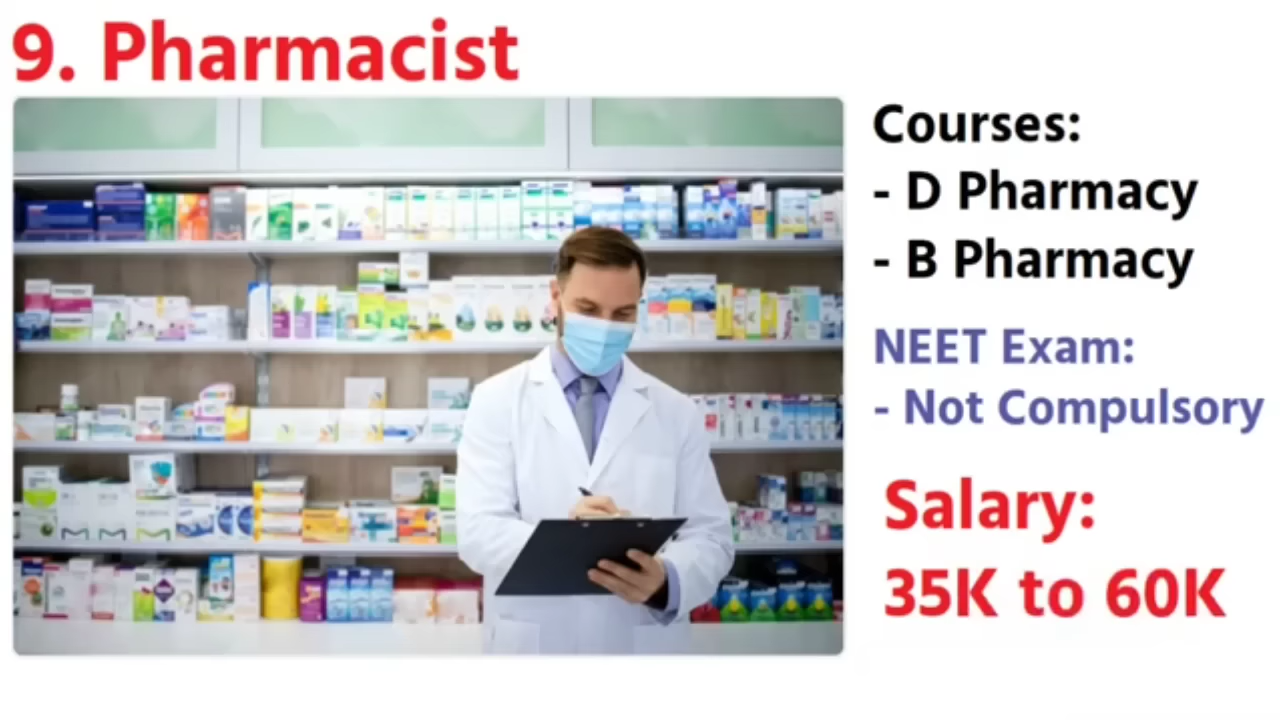 9. Pharmacist
Courses:
- D Pharmacy
- B Pharmacy
NEET Exam:
- Not Compulsory
Salary:
35K to 60K